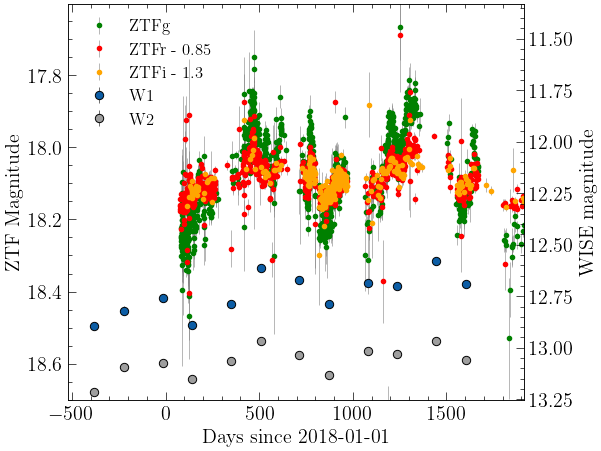 ZTFg
ZTFr - 0.85
ZTFi - 1.3
W1
W2
17.8
18.0
18.2
18.4
18.6
ZTF Magnitude
11.50
11.75
12.00
12.25
12.50
12.75
13.00
13.25
WISE magnitude
−500 0 500 1000 1500
Days since 2018-01-01